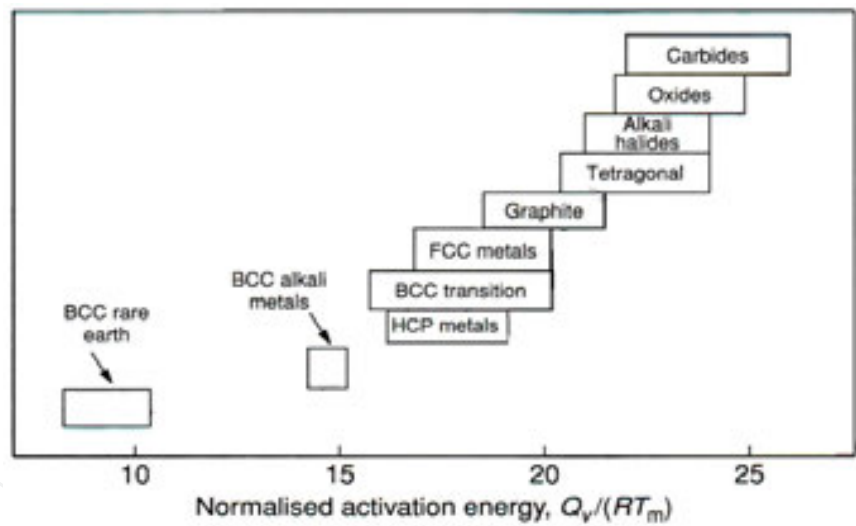 Carbides
Oxides
Alkali
halides
Tetragonal
Graphite
FCC metals
BCC alkali
metals
BCC transition
BCC rare
earth
HCP metals
10 15 20 25
Normalised activation energy, Qᵥ/(RTₘ)